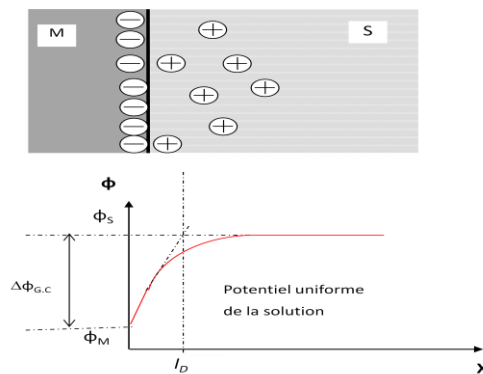 M
S
Φ
ϕS
ΔϕG.C
Potentiel uniforme
de la solution
ϕM
lD
X